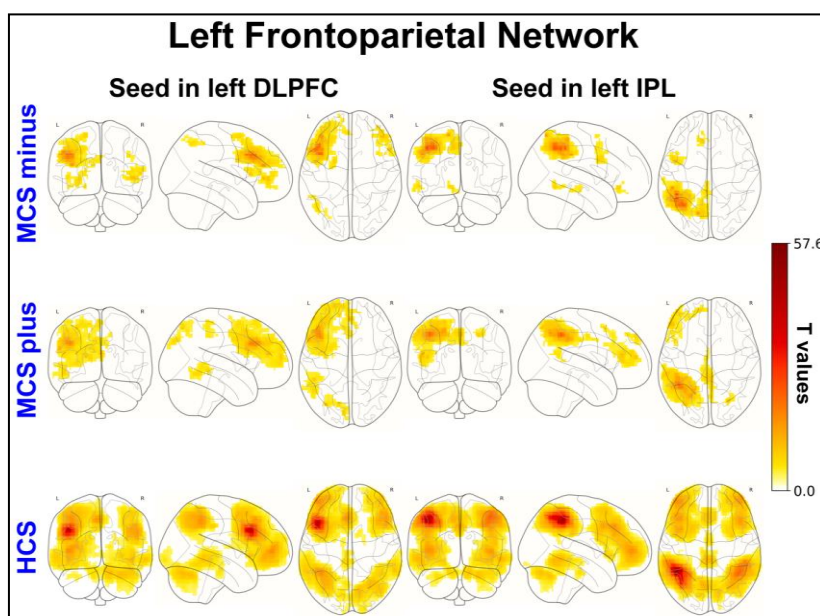 Left Frontoparietal Network
Seed in left DLPFC
Seed in left IPL
L
R
L
R
MCS minus
57.6
MCS plus
L
R
L
R
T values
0.0
HCS
L
R
L
R